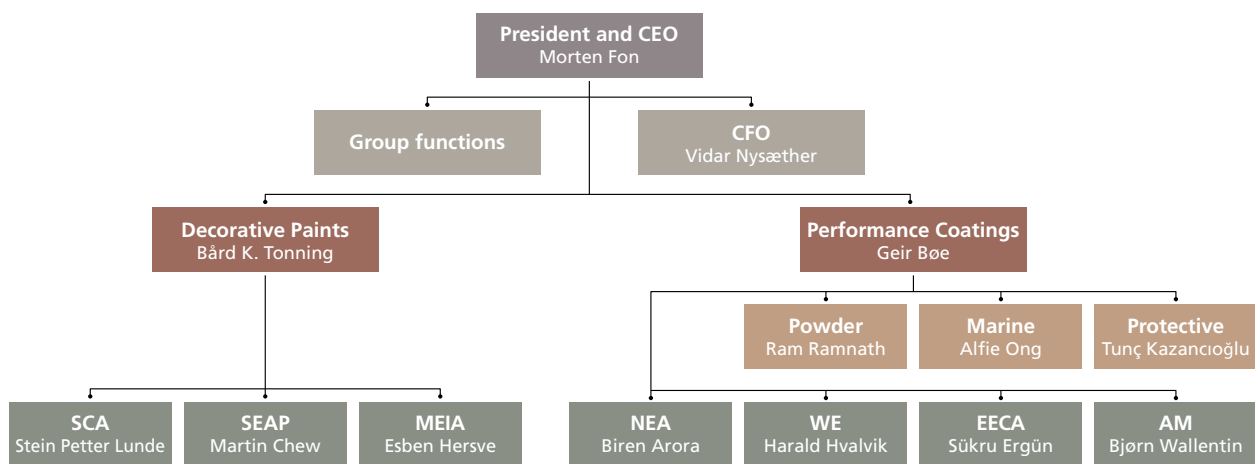 President and CEO
Morten Fon
Group functions
CFO
Vidar Nysæther
Decorative Paints
Bård K. Tonning
Performance Coatings
Geir Bøe
Powder
Ram Ramnath
Marine
Alfie Ong
Protective
Tunç Kazancıoğlu
SCA
Stein Petter Lunde
SEAP
Martin Chew
MEIA
Esben Hersve
NEA
Biren Arora
WE
Harald Hvalvik
EECA
Sükru Ergün
AM
Bjørn Wallentin